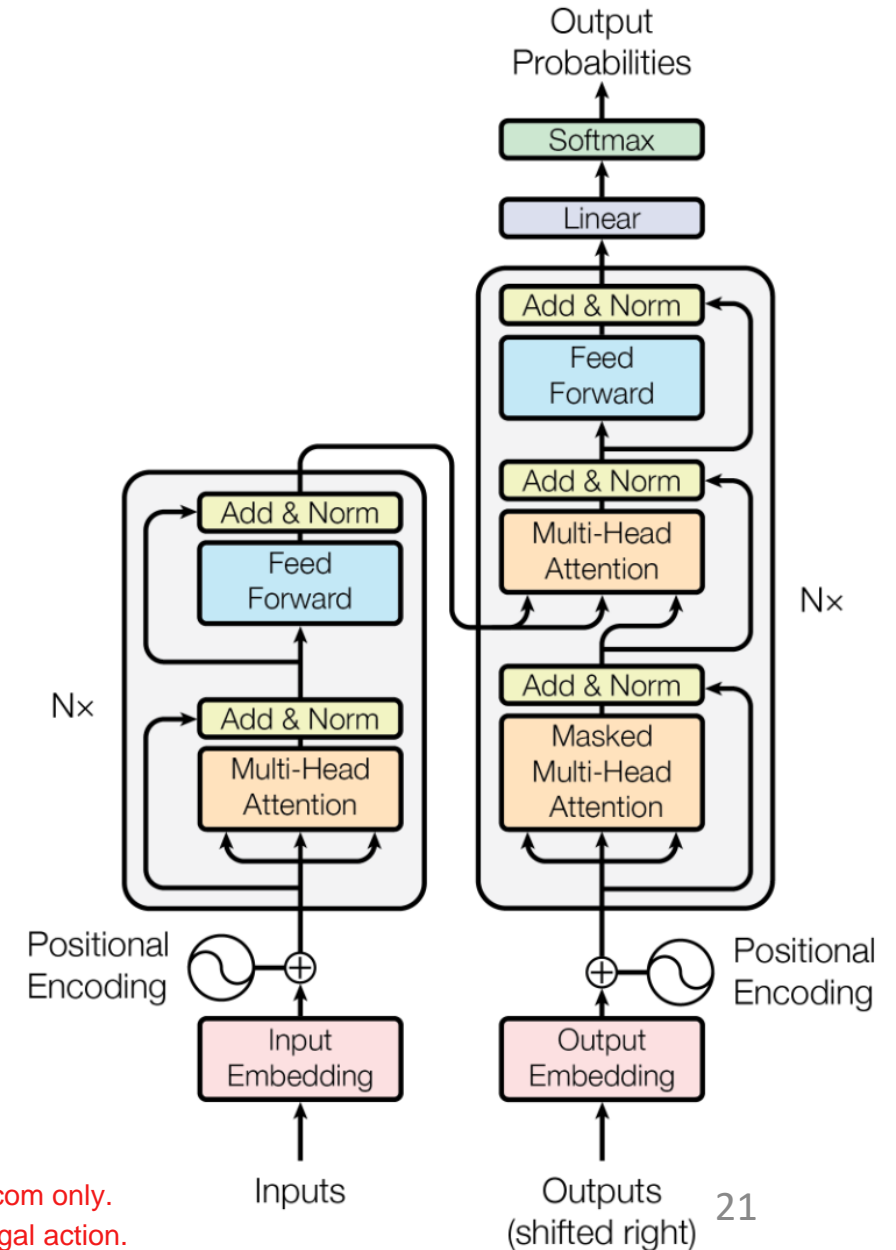 Output
Probabilities
Softmax
Linear
Add & Norm
Feed
Forward
Add & Norm
Multi-Head
Attention
Add & Norm
Masked
Multi-Head
Attention
N×
Add & Norm
Feed
Forward
Add & Norm
Multi-Head
Attention
N×
Positional
Encoding
Positional
Encoding
Input
Embedding
Output
Embedding
Inputs
Outputs
(shifted right)
com only.
gal action.
21